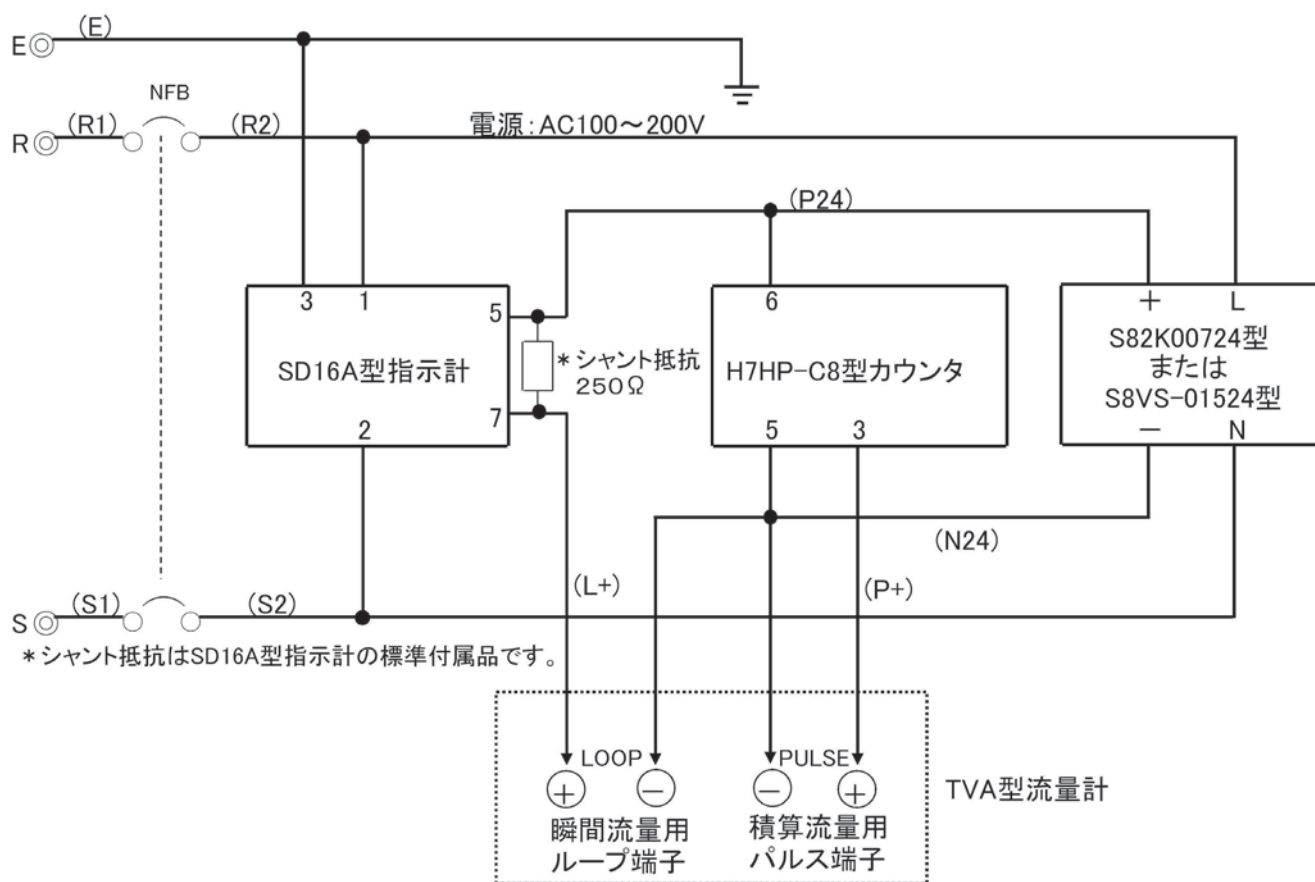 (E)
E
NFB
(R1)
(R2)
電源:AC100～200V
R
(P24)
3
1
5
6
+
L
SD16A型指示計
*シャント抵抗
250Ω
H7HP-C8型カウンタ
S82K00724型
または
S8VS-01524型
7
2
5
3
－
N
(N24)
(L+)
(P+)
(S1)
(S2)
S
*シャント抵抗はSD16A型指示計の標準付属品です。
LOOP
PULSE
+
－
－
+
TVA型流量計
瞬間流量用
ループ端子
積算流量用
パルス端子